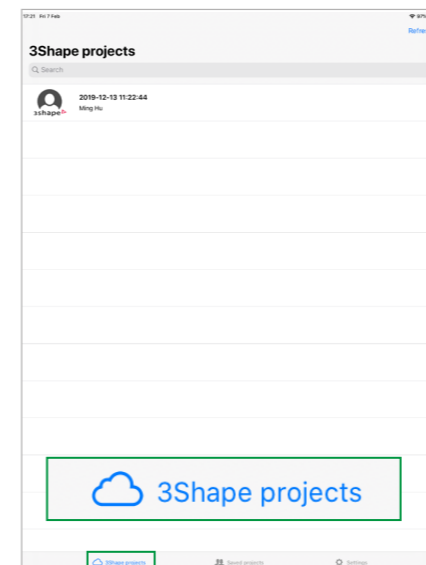 17:21 Fri 7 Feb
97%
Refre
3Shape projects
Search
2019-12-13 11:22:44
Ming Hu
3shape
3Shape projects
3Shape projects
Saved projects
Settings